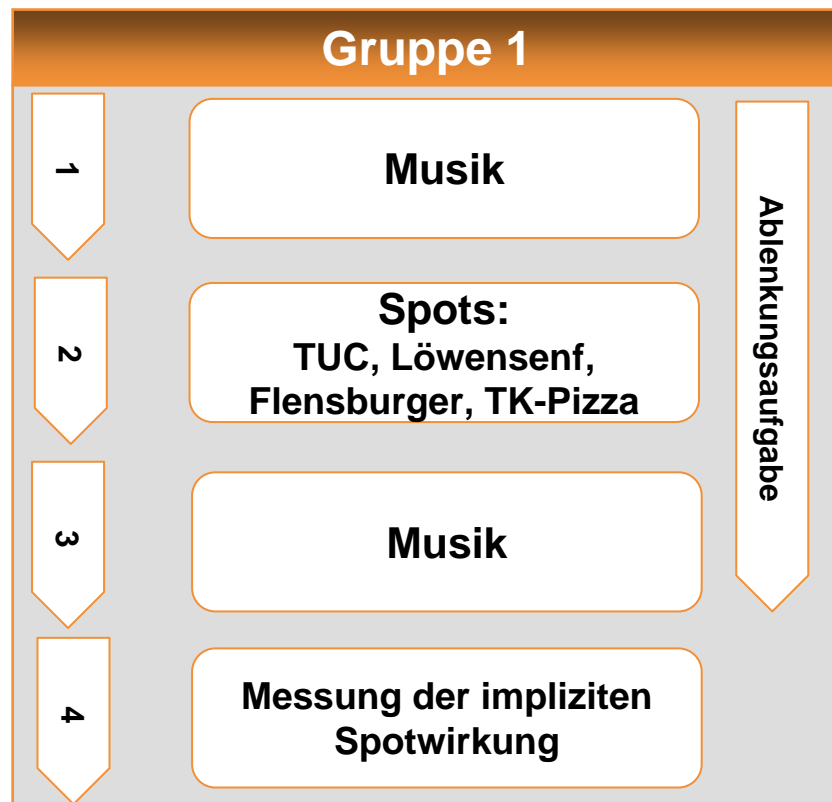 Gruppe 1
1
Musik
2
Spots:
TUC, Löwensenf,
Flensburger, TK-Pizza
3
Musik
4
Messung der impliziten
Spotwirkung
Ablenkungsaufgabe